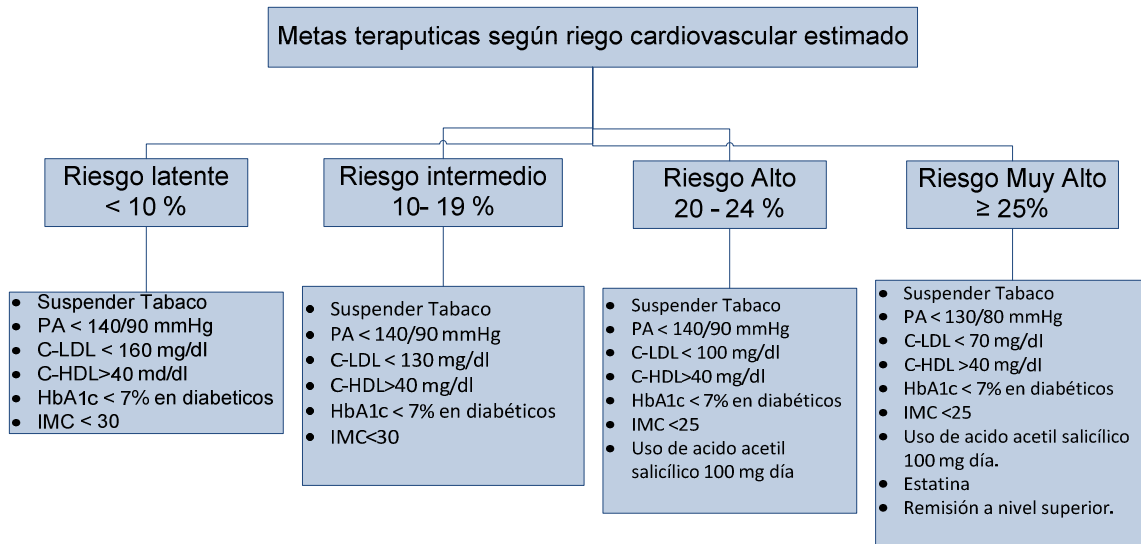 Metas teraputicas según riego cardiovascular estimado
Riesgo latente
< 10 %
Riesgo intermedio
10- 19 %
Riesgo Alto
20 - 24 %
Riesgo Muy Alto
≥ 25%
• Suspender Tabaco
• PA < 140/90 mmHg
• C-LDL < 160 mg/dl
• C-HDL>40 md/dl
• HbA1c < 7% en diabeticos
• IMC < 30
• Suspender Tabaco
• PA < 140/90 mmHg
• C-LDL < 130 mg/dl
• C-HDL>40 mg/dl
• HbA1c < 7% en diabéticos
• IMC<30
• Suspender Tabaco
• PA < 140/90 mmHg
• C-LDL < 100 mg/dl
• C-HDL>40 mg/dl
• HbA1c < 7% en diabéticos
• IMC <25
• Uso de acido acetil
salicílico 100 mg día
• Suspender Tabaco
• PA < 130/80 mmHg
• C-LDL < 70 mg/dl
• C-HDL >40 mg/dl
• HbA1c < 7% en diabéticos
• IMC <25
• Uso de acido acetil salicílico
100 mg día.
• Estatina
• Remisión a nivel superior.